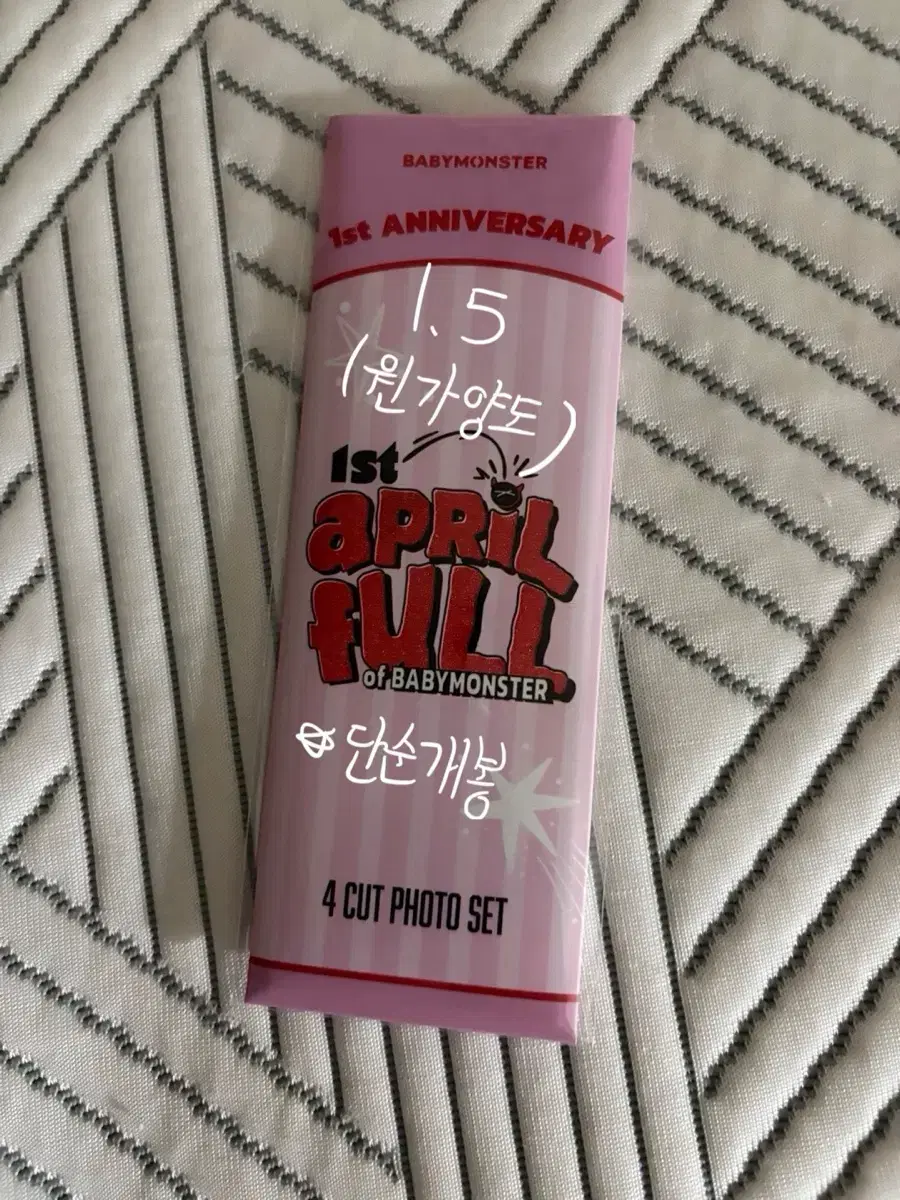 BABYMONSTER
1st ANNIVERSARY
1.5
(원가양도)
1st
APRIL
FULL
of BABYMONSTER
단순개봉
4 CUT PHOTO SET